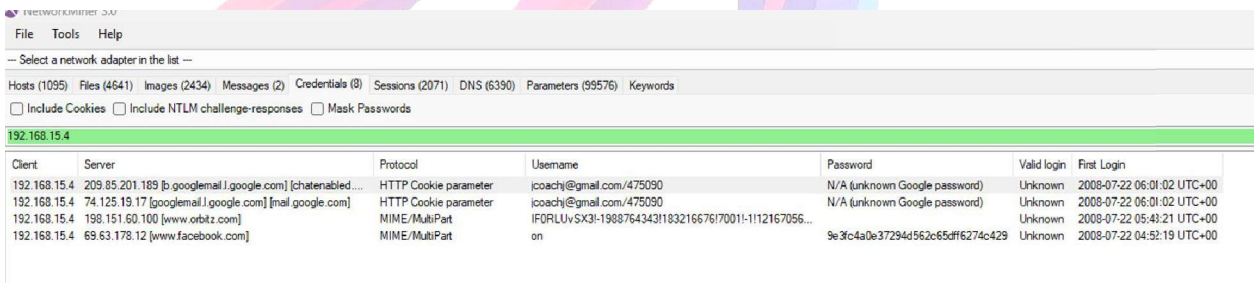 NetworkMiner 3.0
File Tools Help
--- Select a network adapter in the list ---
Hosts (1095) Files (4641) Images (2434) Messages (2) Credentials (8) Sessions (2071) DNS (6390) Parameters (99576) Keywords
Include Cookies Include NTLM challenge-responses Mask Passwords
192.168.15.4
Client Server Protocol Username Password Valid login First Login
192.168.15.4 209.85.201.189 [b.googlemail.l.google.com] [chatenabled.... HTTP Cookie parameter jcoachj@gmail.com/475090 N/A (unknown Google password) Unknown 2008-07-22 06:01:02 UTC+00
192.168.15.4 74.125.19.17 [googlemail.l.google.com] [mail.google.com] HTTP Cookie parameter jcoachj@gmail.com/475090 N/A (unknown Google password) Unknown 2008-07-22 06:01:02 UTC+00
192.168.15.4 198.151.60.100 [www.orbitz.com] MIME/MultiPart IF0RLUvSX3!-1988764343!183216676!7001!-1!12167056... Unknown 2008-07-22 05:43:21 UTC+00
192.168.15.4 69.63.178.12 [www.facebook.com] MIME/MultiPart on 9e3fc4a0e37294d562c65dff6274c429 Unknown 2008-07-22 04:52:19 UTC+00